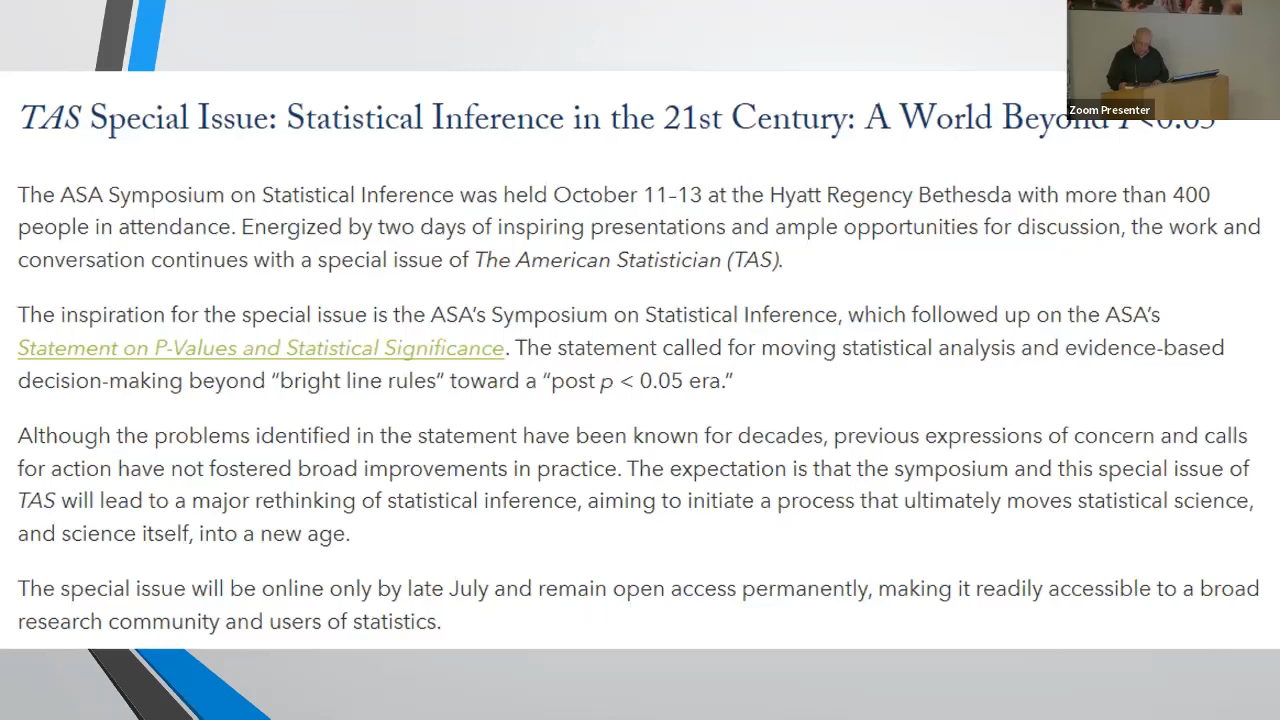 TAS Special Issue: Statistical Inference in the 21st Century: A World Beyond P<0.05
Zoom Presenter
The ASA Symposium on Statistical Inference was held October 11–13 at the Hyatt Regency Bethesda with more than 400
people in attendance. Energized by two days of inspiring presentations and ample opportunities for discussion, the work and
conversation continues with a special issue of The American Statistician (TAS).
The inspiration for the special issue is the ASA’s Symposium on Statistical Inference, which followed up on the ASA’s
Statement on P-Values and Statistical Significance. The statement called for moving statistical analysis and evidence-based
decision-making beyond “bright line rules” toward a “post p < 0.05 era.”
Although the problems identified in the statement have been known for decades, previous expressions of concern and calls
for action have not fostered broad improvements in practice. The expectation is that the symposium and this special issue of
TAS will lead to a major rethinking of statistical inference, aiming to initiate a process that ultimately moves statistical science,
and science itself, into a new age.
The special issue will be online only by late July and remain open access permanently, making it readily accessible to a broad
research community and users of statistics.